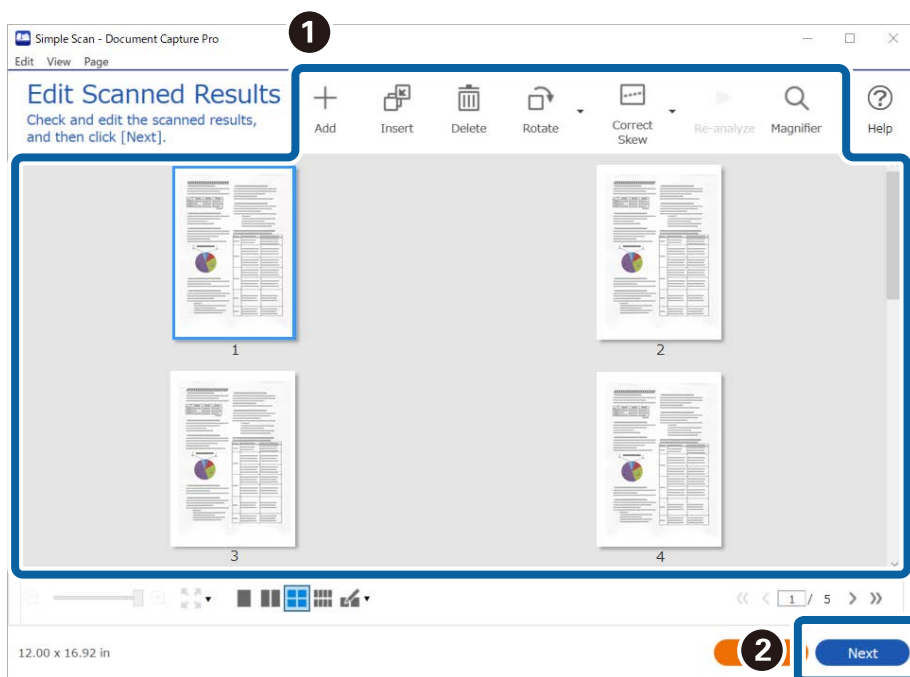 1
Simple Scan - Document Capture Pro
Edit View Page
Edit Scanned Results
Check and edit the scanned results,
and then click [Next].
Add
Insert
Delete
Rotate
Correct
Skew
Re-analyze
Magnifier
Help
1
2
3
4
1 / 5
12.00 x 16.92 in
2
Next